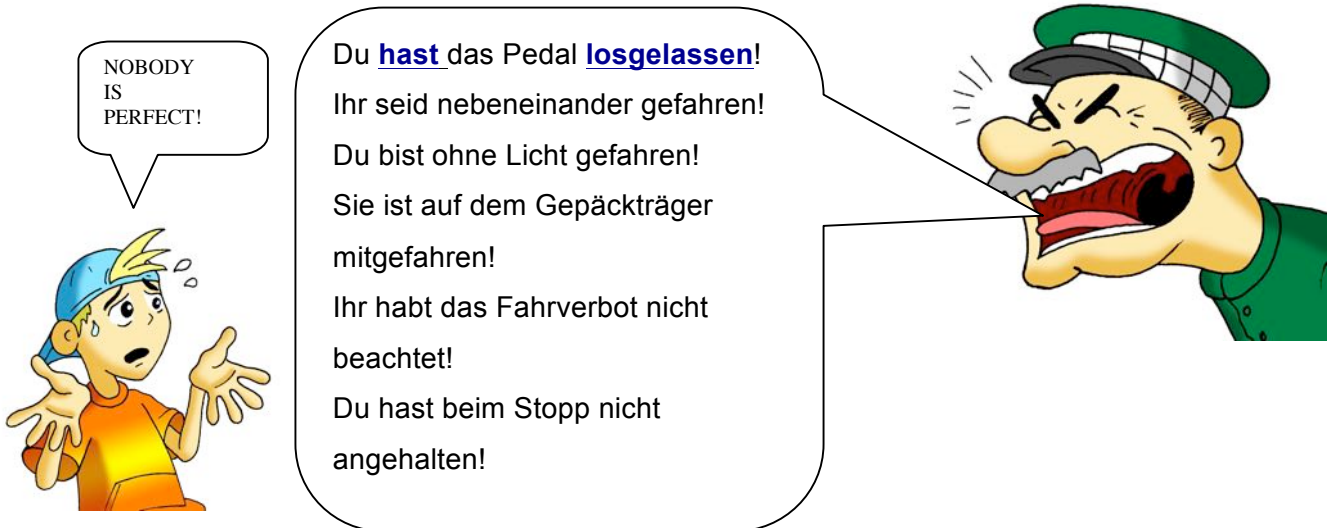 NOBODY
IS
PERFECT!
Du hast das Pedal losgelassen!
Ihr seid nebeneinander gefahren!
Du bist ohne Licht gefahren!
Sie ist auf dem Gepäckträger
mitgefahren!
Ihr habt das Fahrverbot nicht
beachtet!
Du hast beim Stopp nicht
angehalten!